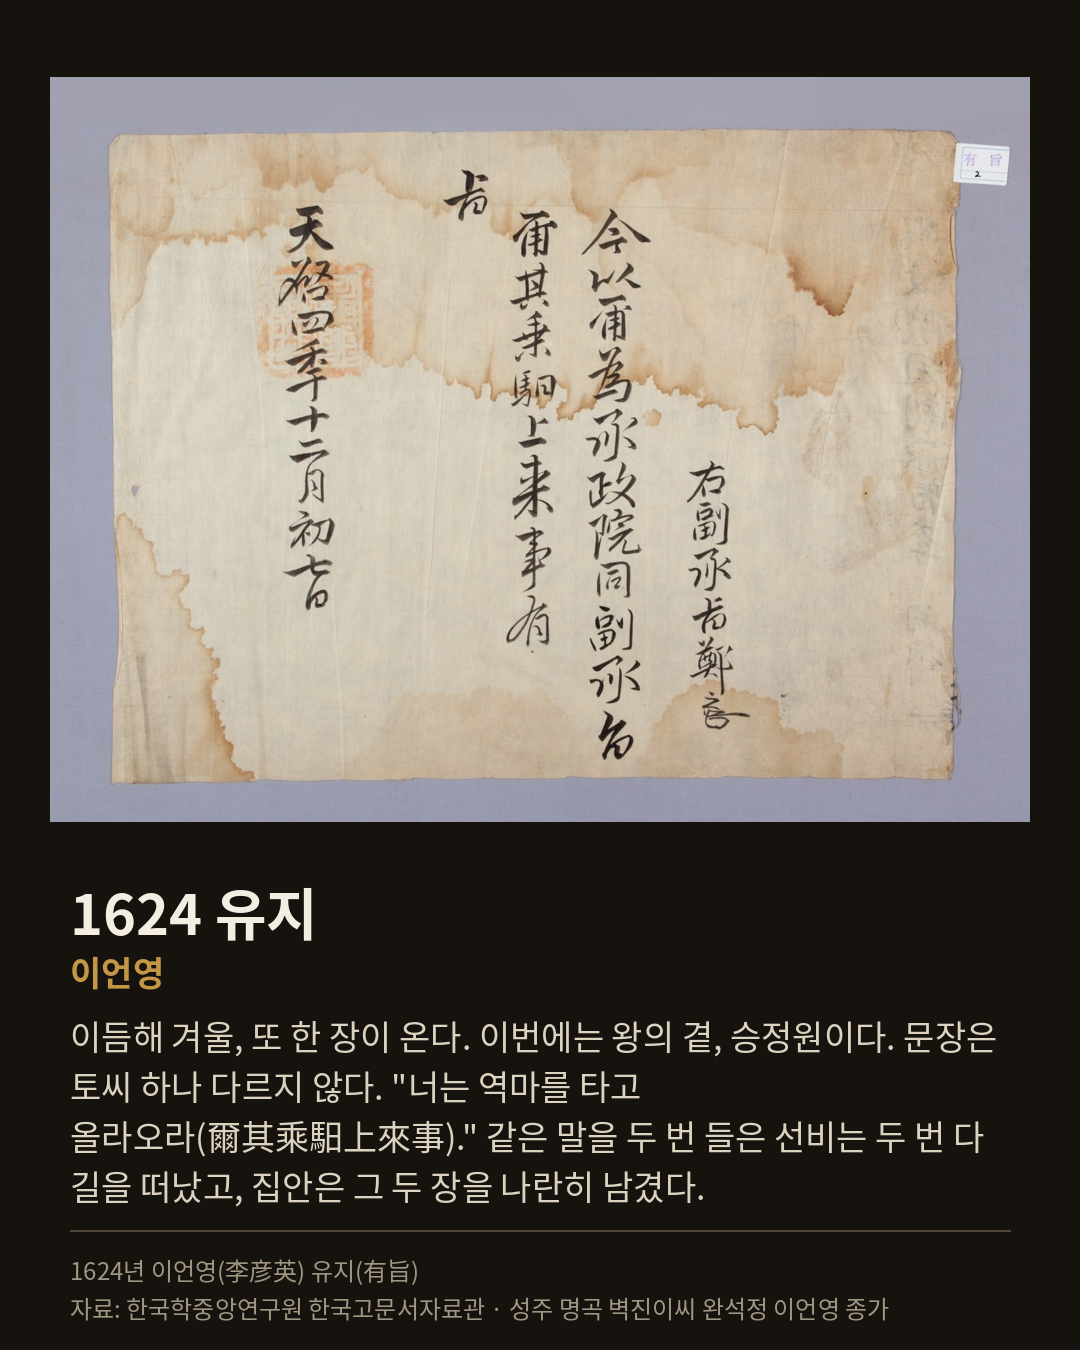 有旨
2
右副承旨鄭
今以爾為承政院同副承旨
爾其乗馹上来事有
旨
天啓四年十二月初七日
1624 유지
이언영
이듬해 겨울, 또 한 장이 온다. 이번에는 왕의 곁, 승정원이다. 문장은
토씨 하나 다르지 않다. "너는 역마를 타고
올라오라(爾其乘馹上來事)." 같은 말을 두 번 들은 선비는 두 번 다
길을 떠났고, 집안은 그 두 장을 나란히 남겼다.
1624년 이언영(李彦英) 유지(有旨)
자료: 한국학중앙연구원 한국고문서자료관 · 성주 명곡 벽진이씨 완석정 이언영 종가